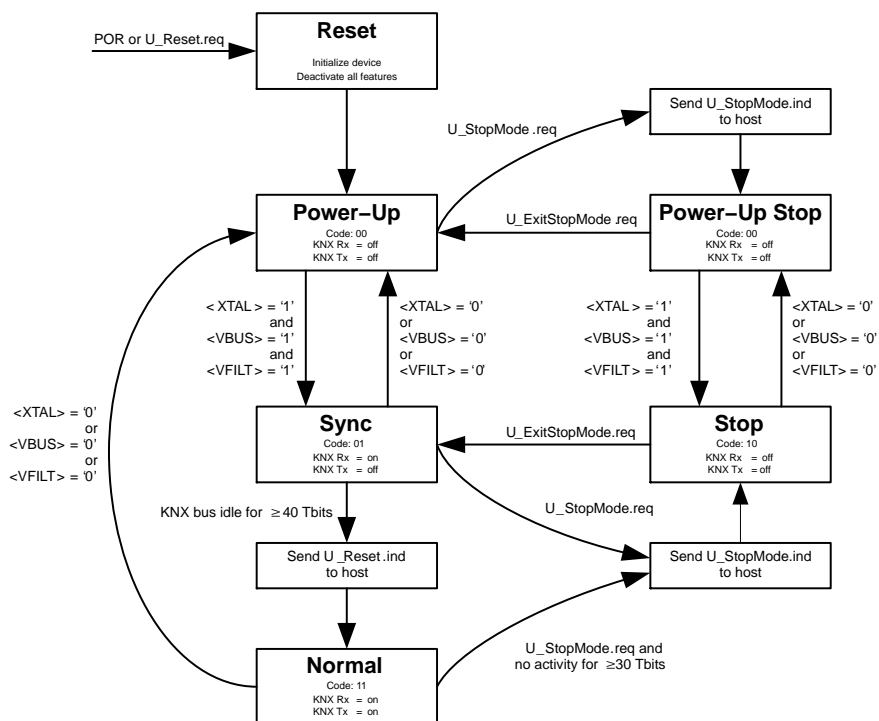 Reset
POR or U_Reset.req
Initialize device
Deactivate all features
Send U_StopMode.ind
to host
U_StopMode .req
Power–Up
Code: 00
KNX Rx = off
KNX Tx = off
U_ExitStopMode .req
Power–Up Stop
Code: 00
KNX Rx = off
KNX Tx = off
<XTAL> = ‘1’
and
<VBUS> = ‘1’
and
<VFILT> = ‘1’
<XTAL> = ‘0’
or
<VBUS> = ‘0’
or
<VFILT> = ‘0’
<XTAL> = ‘1’
and
<VBUS> = ‘1’
and
<VFILT> = ‘1’
<XTAL> = ‘0’
or
<VBUS> = ‘0’
or
<VFILT> = ‘0’
<XTAL> = ‘0’
or
<VBUS> = ‘0’
or
<VFILT> = ‘0’
Sync
Code: 01
KNX Rx = on
KNX Tx = off
U_ExitStopMode.req
Stop
Code: 10
KNX Rx = off
KNX Tx = off
KNX bus idle for ≥40 Tbits
U_StopMode.req
Send U_Reset.ind
to host
Send U_StopMode.ind
to host
Normal
Code: 11
KNX Rx = on
KNX Tx = on
U_StopMode.req and
no activity for ≥30 Tbits